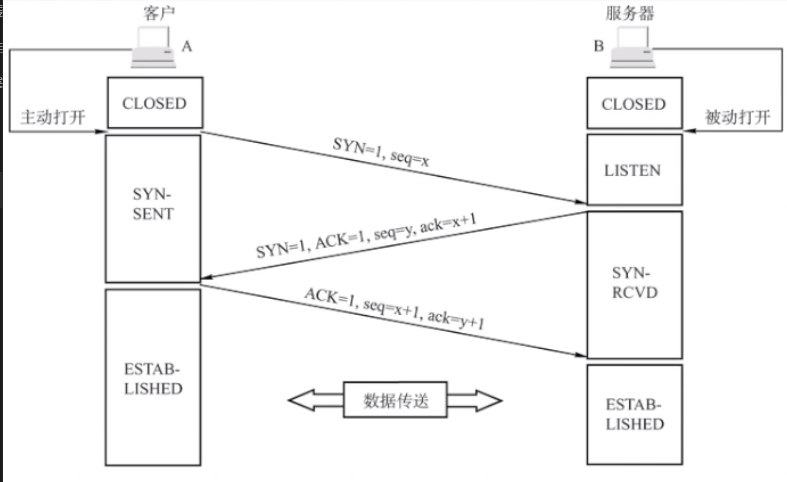 客户
服务器
A
B
CLOSED
CLOSED
主动打开
被动打开
SYN=1, seq=x
LISTEN
SYN-
SENT
SYN=1, ACK=1, seq=y, ack=x+1
SYN-
RCVD
ACK=1, seq=x+1, ack=y+1
ESTAB-
LISHED
数据传送
ESTAB-
LISHED